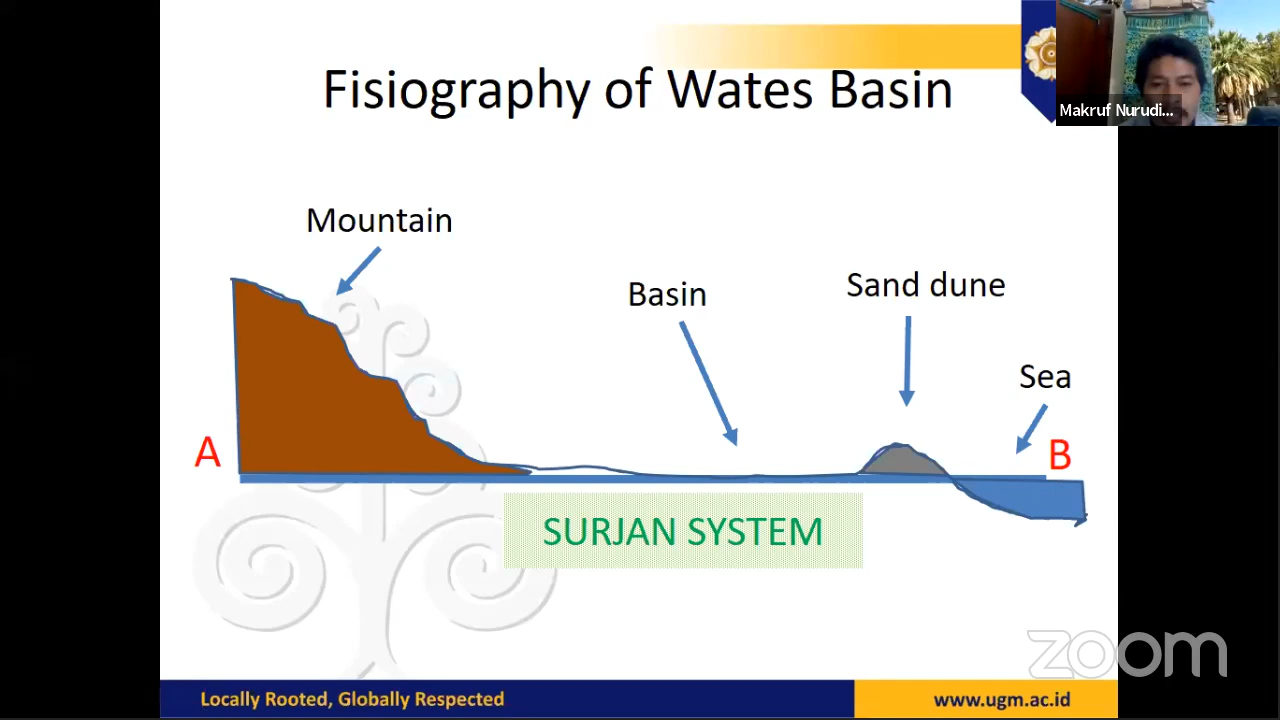 Fisiography of Wates Basin
Makruf Nurudi...
Mountain
Basin
Sand dune
Sea
A
B
SURJAN SYSTEM
zoom
Locally Rooted, Globally Respected
www.ugm.ac.id